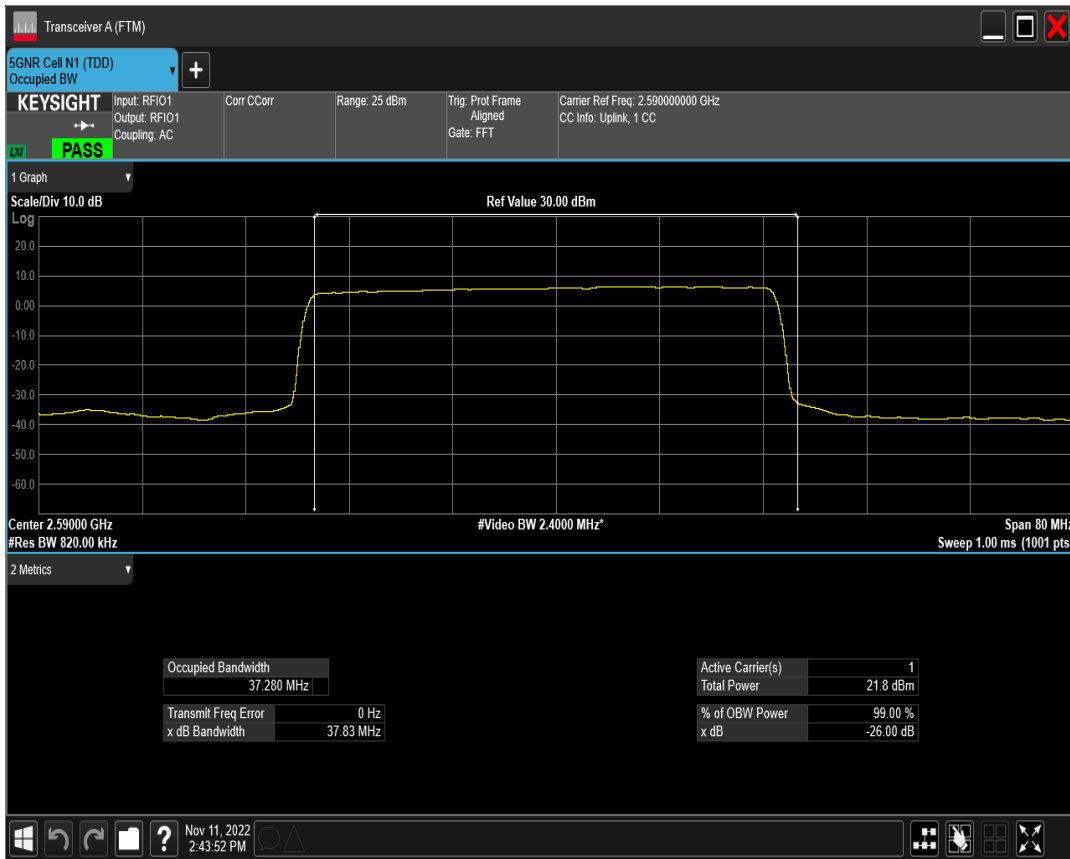 Transceiver A (FTM)
5GNR Cell N1 (TDD)
Occupied BW
+
KEYSIGHT
LXI
PASS
Input: RFIO1
Output: RFIO1
Coupling: AC
Corr CCorr
Range: 25 dBm
Trig: Prot Frame
Aligned
Gate: FFT
Carrier Ref Freq: 2.590000000 GHz
CC Info: Uplink, 1 CC
1 Graph
Scale/Div 10.0 dB
Ref Value 30.00 dBm
Log
20.0
10.0
0.00
-10.0
-20.0
-30.0
-40.0
-50.0
-60.0
Center 2.59000 GHz
#Video BW 2.4000 MHz*
Span 80 MHz
#Res BW 820.00 kHz
Sweep 1.00 ms (1001 pts
2 Metrics
Occupied Bandwidth
37.280 MHz
Transmit Freq Error 0 Hz
x dB Bandwidth 37.83 MHz
Active Carrier(s) 1
Total Power 21.8 dBm
% of OBW Power 99.00 %
x dB -26.00 dB
?
Nov 11, 2022
2:43:52 PM